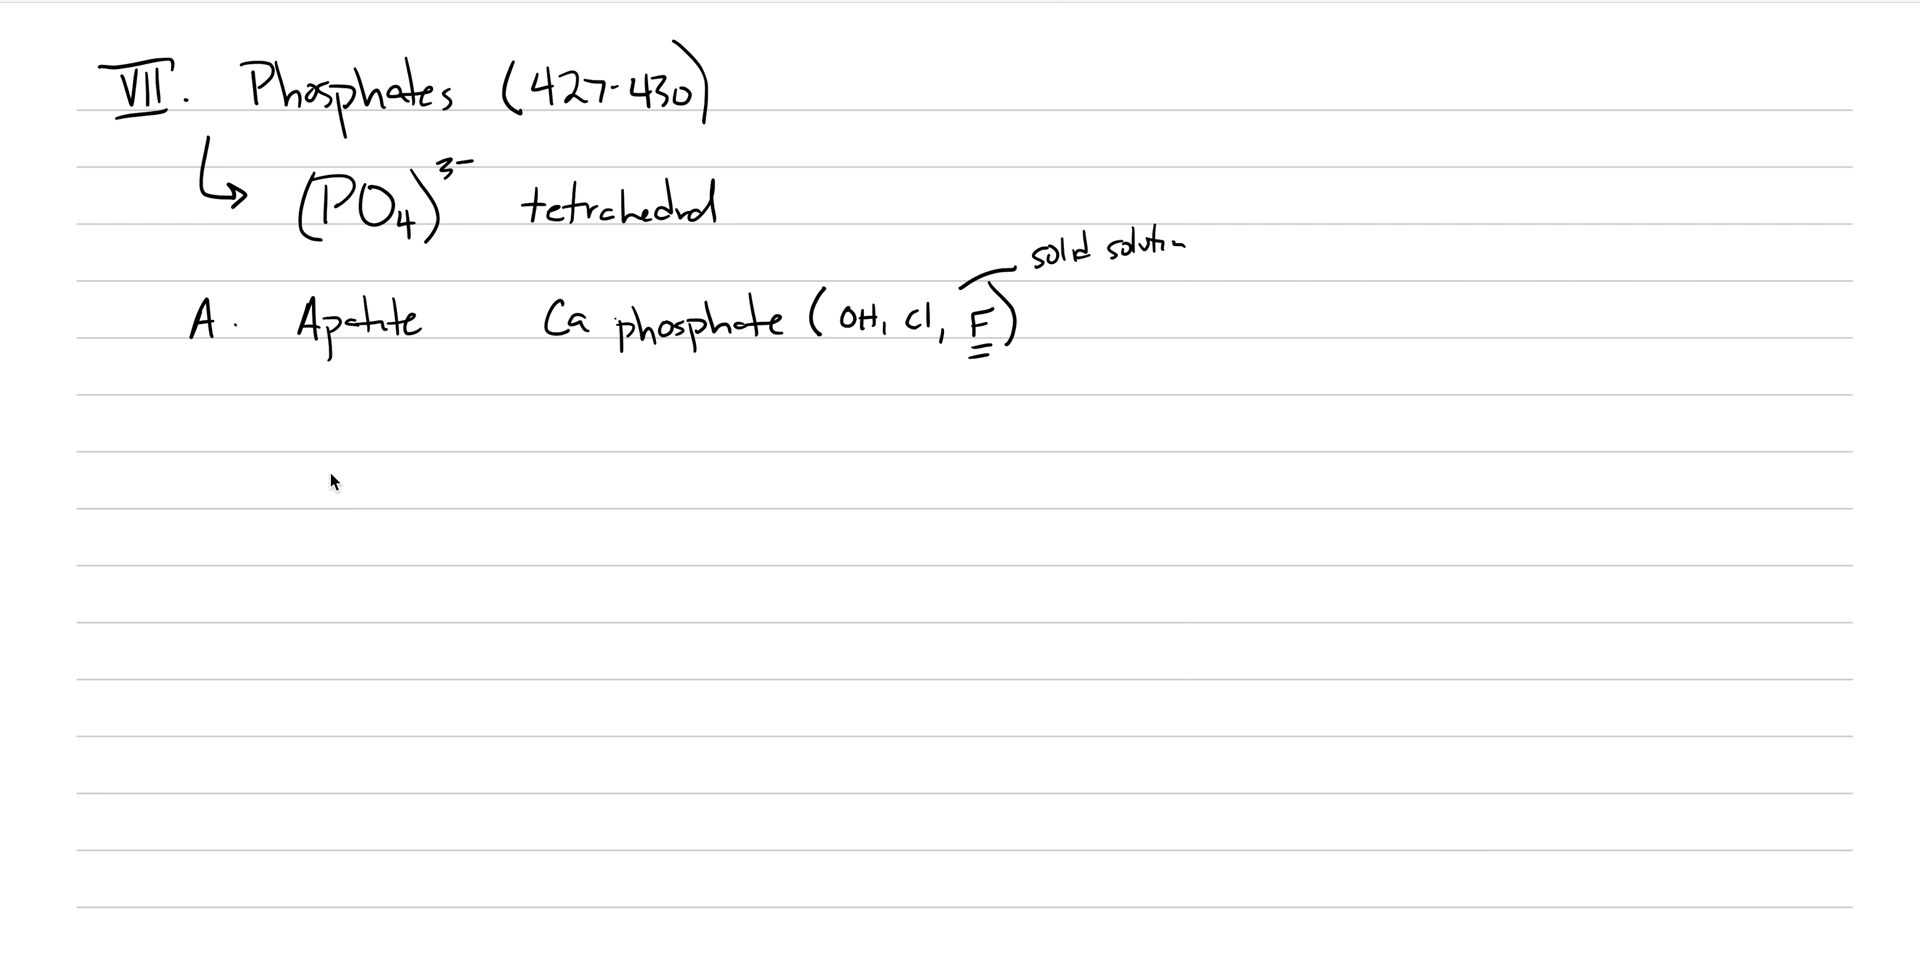 VII. Phosphates (427-430)
↳ (PO₄)³⁻ tetrahedral
solid solution
A. Apatite Ca phosphate (OH, Cl, F)